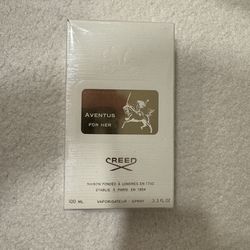 AVENTUS
FOR HER
CREED
MAISON FONDÉE À LONDRES EN 1760
ETABLIE À PARIS EN 1854
100 ML VAPORISATEUR - SPRAY 3.3 FL.OZ